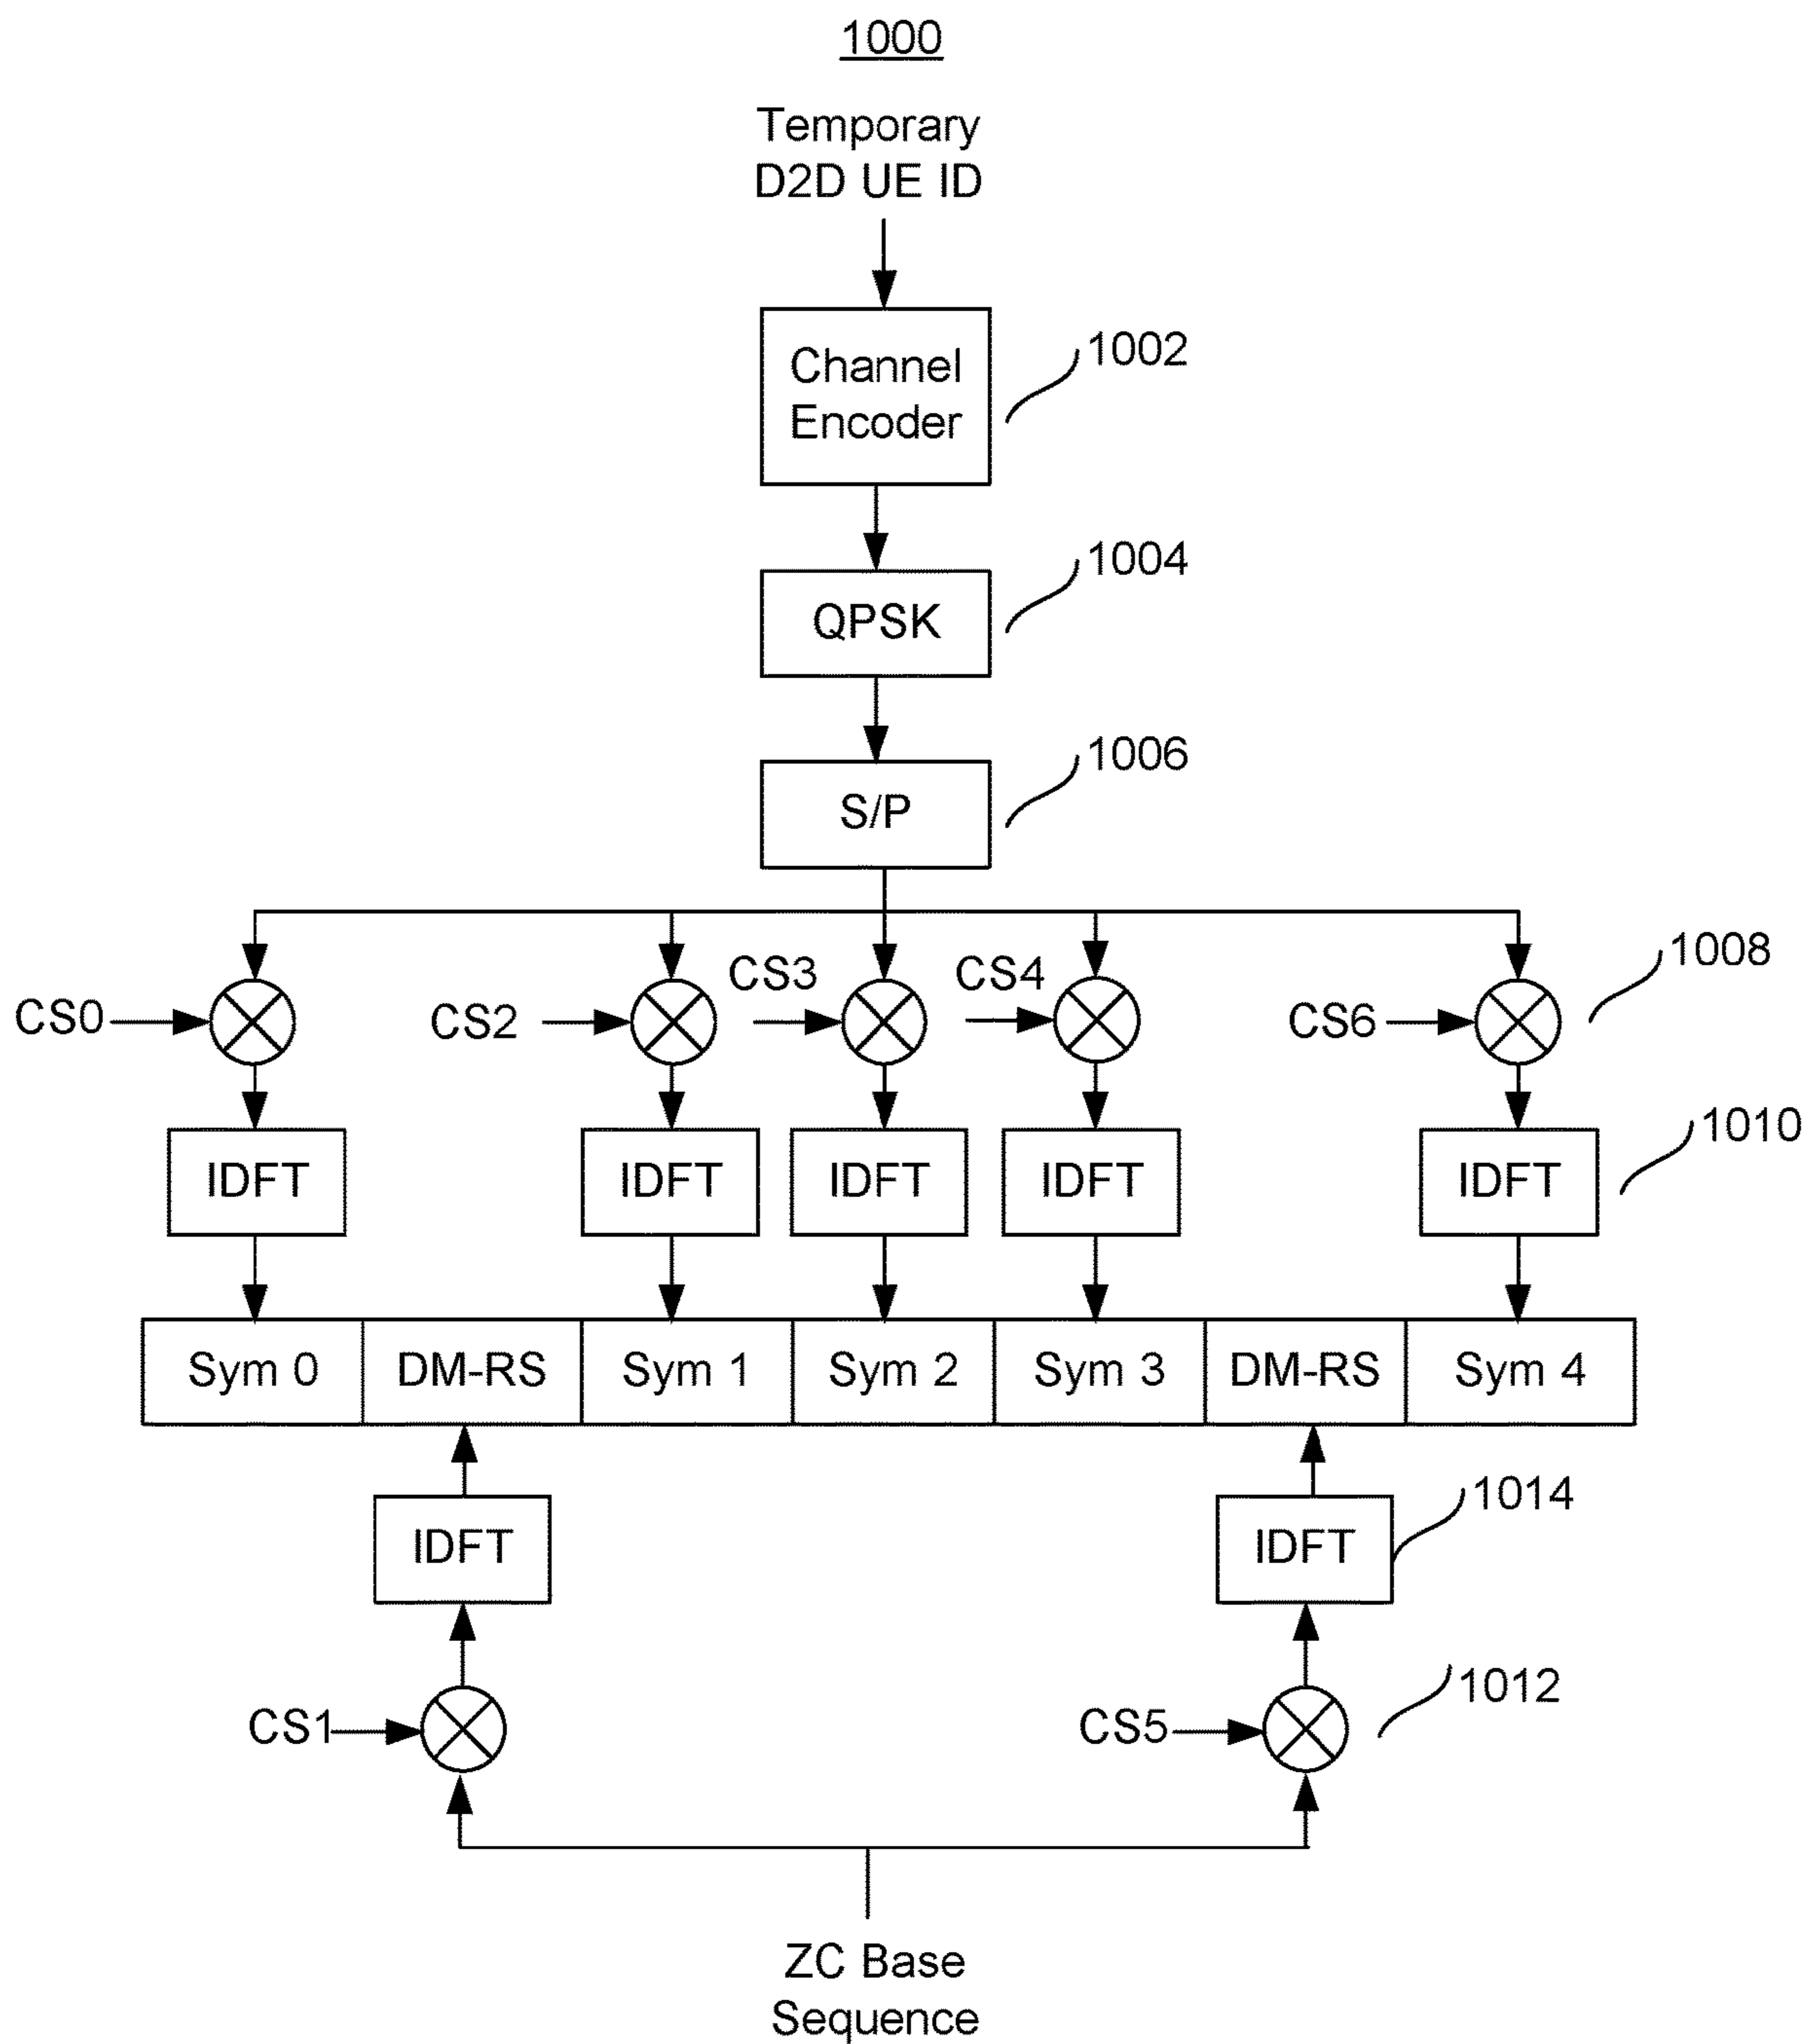 1000
Temporary
D2D UE ID
Channel
Encoder
1002
QPSK
1004
S/P
1006
CS0
CS2
CS3
CS4
CS6
1008
IDFT
IDFT
IDFT
IDFT
IDFT
1010
Sym 0
DM-RS
Sym 1
Sym 2
Sym 3
DM-RS
Sym 4
IDFT
IDFT
1014
CS1
CS5
1012
ZC Base
Sequence